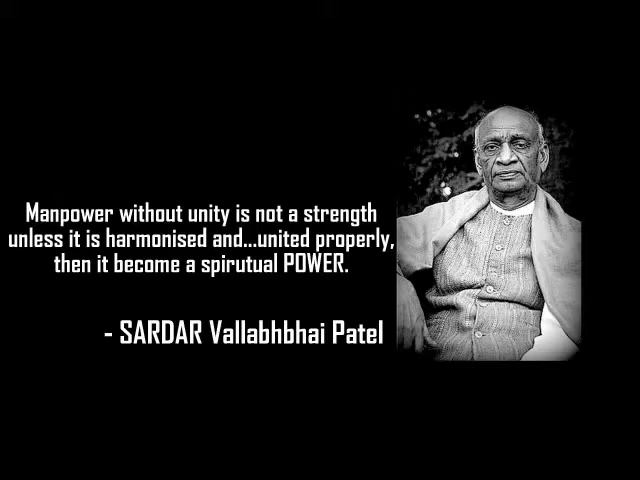 Manpower without unity is not a strength
unless it is harmonised and...united properly,
then it become a spirutual POWER.
- SARDAR Vallabhbhai Patel